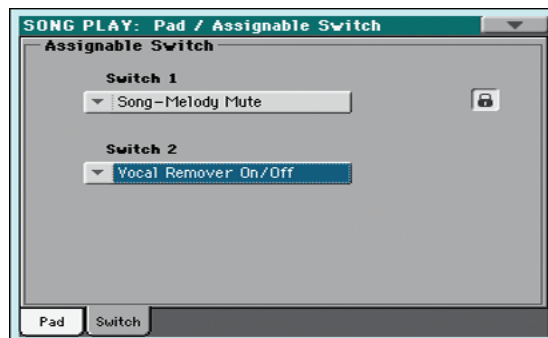 SONG PLAY: Pad / Assignable Switch
Assignable Switch
Switch 1
Song-Melody Mute
Switch 2
Vocal Remover On/Off
Pad Switch